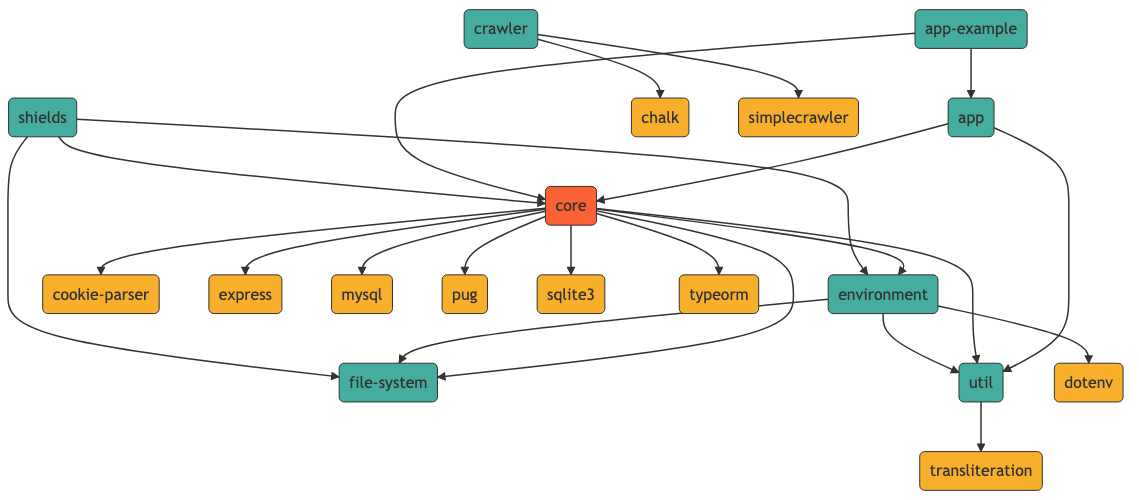 crawler
app-example
shields
chalk
simplecrawler
app
core
cookie-parser
express
mysql
pug
sqlite3
typeorm
environment
file-system
util
dotenv
transliteration